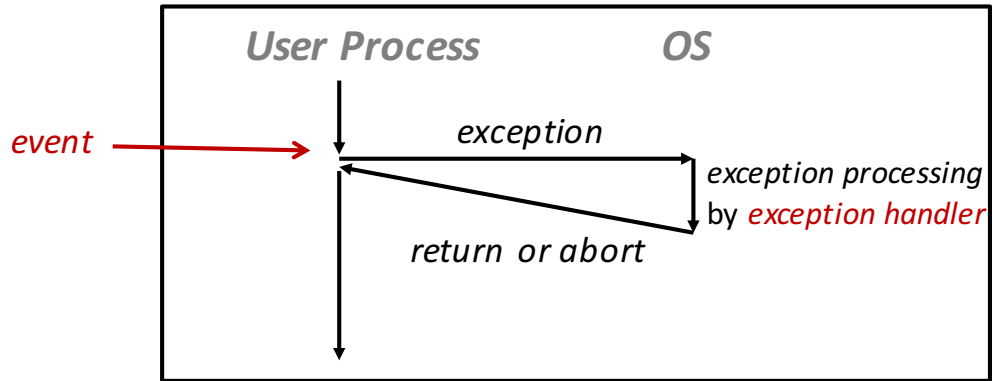 User Process
OS
event
exception
exception processing
by exception handler
return or abort